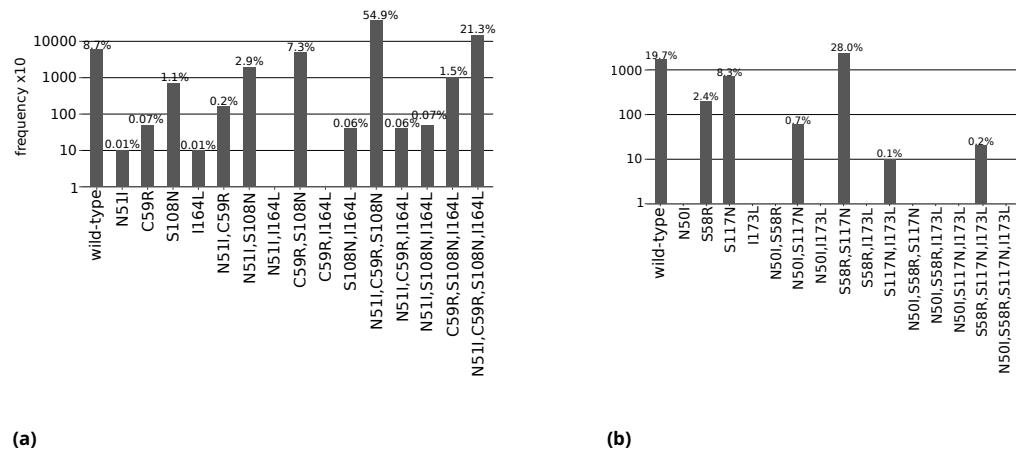 frequency x10
10000
1000
100
10
1
8.7%
0.01%
0.07%
1.1%
0.01%
0.2%
2.9%
7.3%
0.06%
54.9%
0.06%
0.07%
1.5%
21.3%
wild-type
N51I
C59R
S108N
I164L
N51I,C59R
N51I,S108N
N51I,I164L
C59R,S108N
C59R,I164L
S108N,I164L
N51I,C59R,S108N
N51I,C59R,I164L
N51I,S108N,I164L
C59R,S108N,I164L
N51I,C59R,S108N,I164L
(a)
1000
100
10
1
19.7%
2.4%
8.3%
0.7%
28.0%
0.1%
0.2%
wild-type
N50I
S58R
S117N
I173L
N50I,S58R
N50I,S117N
N50I,I173L
S58R,S117N
S58R,I173L
S117N,I173L
N50I,S58R,S117N
N50I,S58R,I173L
N50I,S117N,I173L
S58R,S117N,I173L
N50I,S58R,S117N,I173L
(b)